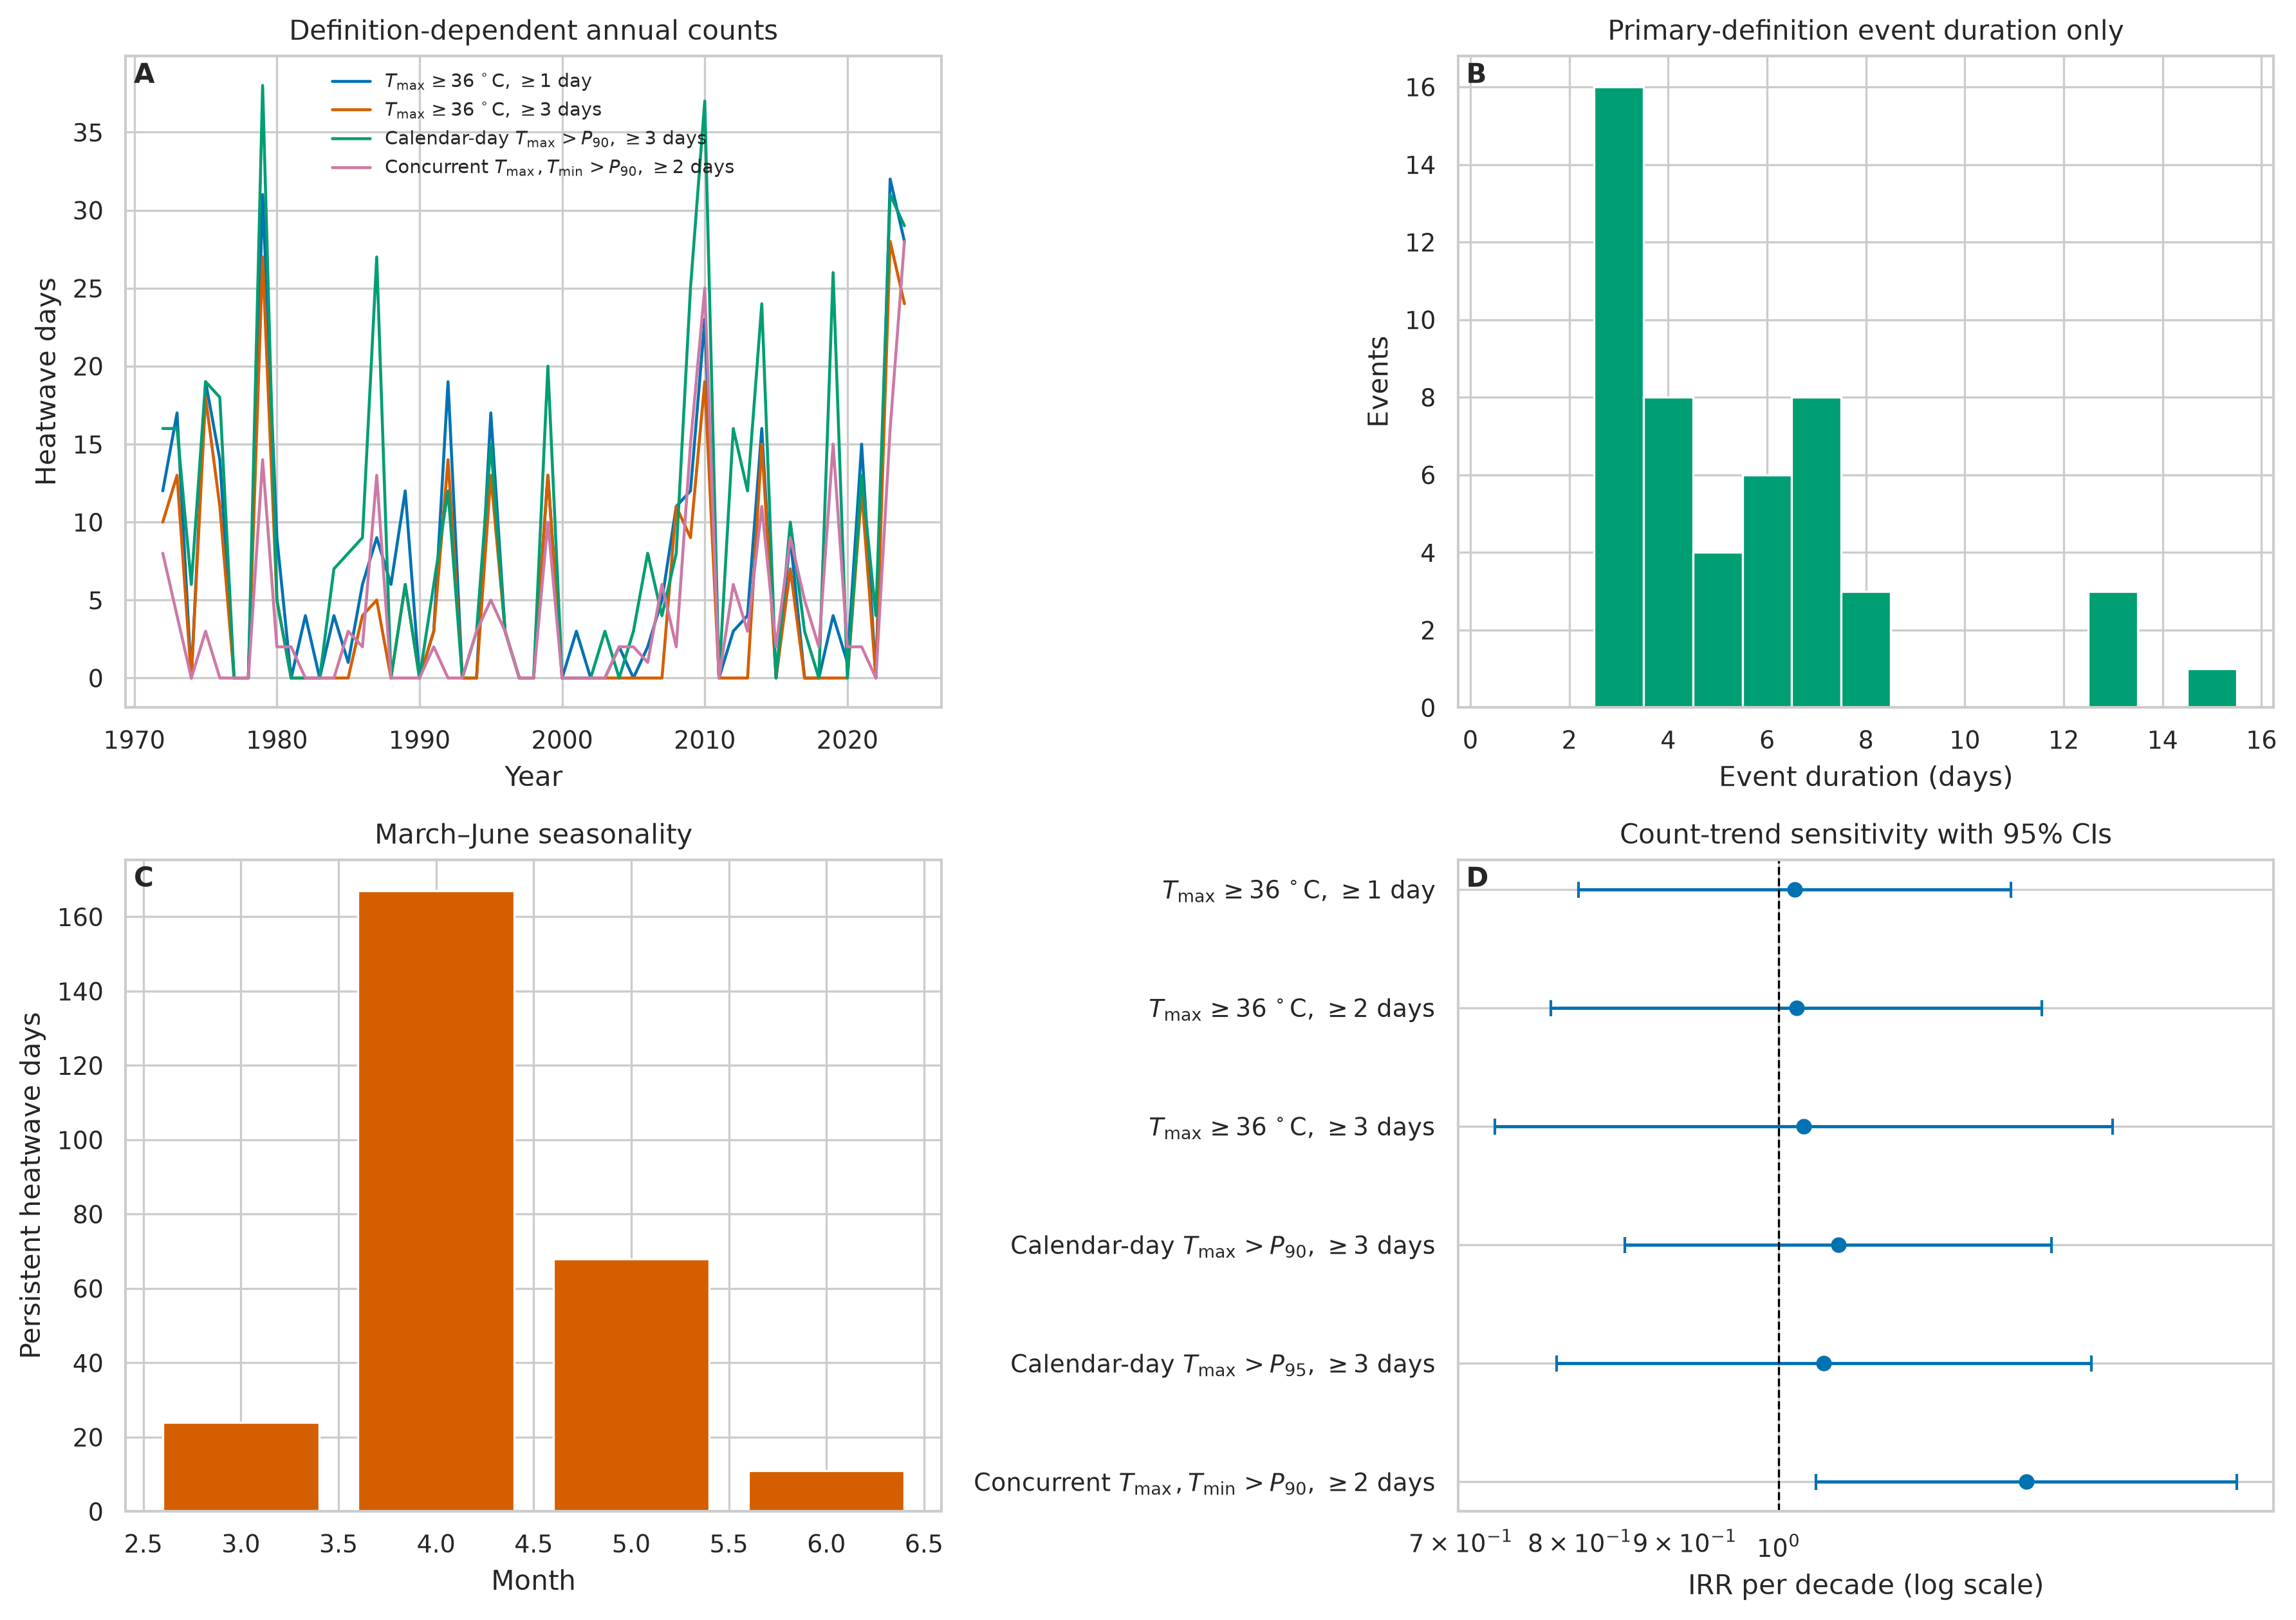 Definition-dependent annual counts
A
T_max ≥ 36 °C, ≥ 1 day
T_max ≥ 36 °C, ≥ 3 days
Calendar-day T_max > P_90, ≥ 3 days
Concurrent T_max, T_min > P_90, ≥ 2 days
Heatwave days
35
30
25
20
15
10
5
0
1970 1980 1990 2000 2010 2020
Year
Primary-definition event duration only
B
Events
16
14
12
10
8
6
4
2
0
0 2 4 6 8 10 12 14 16
Event duration (days)
March–June seasonality
C
Persistent heatwave days
160
140
120
100
80
60
40
20
0
2.5 3.0 3.5 4.0 4.5 5.0 5.5 6.0 6.5
Month
Count-trend sensitivity with 95% CIs
D
T_max ≥ 36 °C, ≥ 1 day
T_max ≥ 36 °C, ≥ 2 days
T_max ≥ 36 °C, ≥ 3 days
Calendar-day T_max > P_90, ≥ 3 days
Calendar-day T_max > P_95, ≥ 3 days
Concurrent T_max, T_min > P_90, ≥ 2 days
7 × 10⁻¹ 8 × 10⁻¹ 9 × 10⁻¹ 10⁰
IRR per decade (log scale)